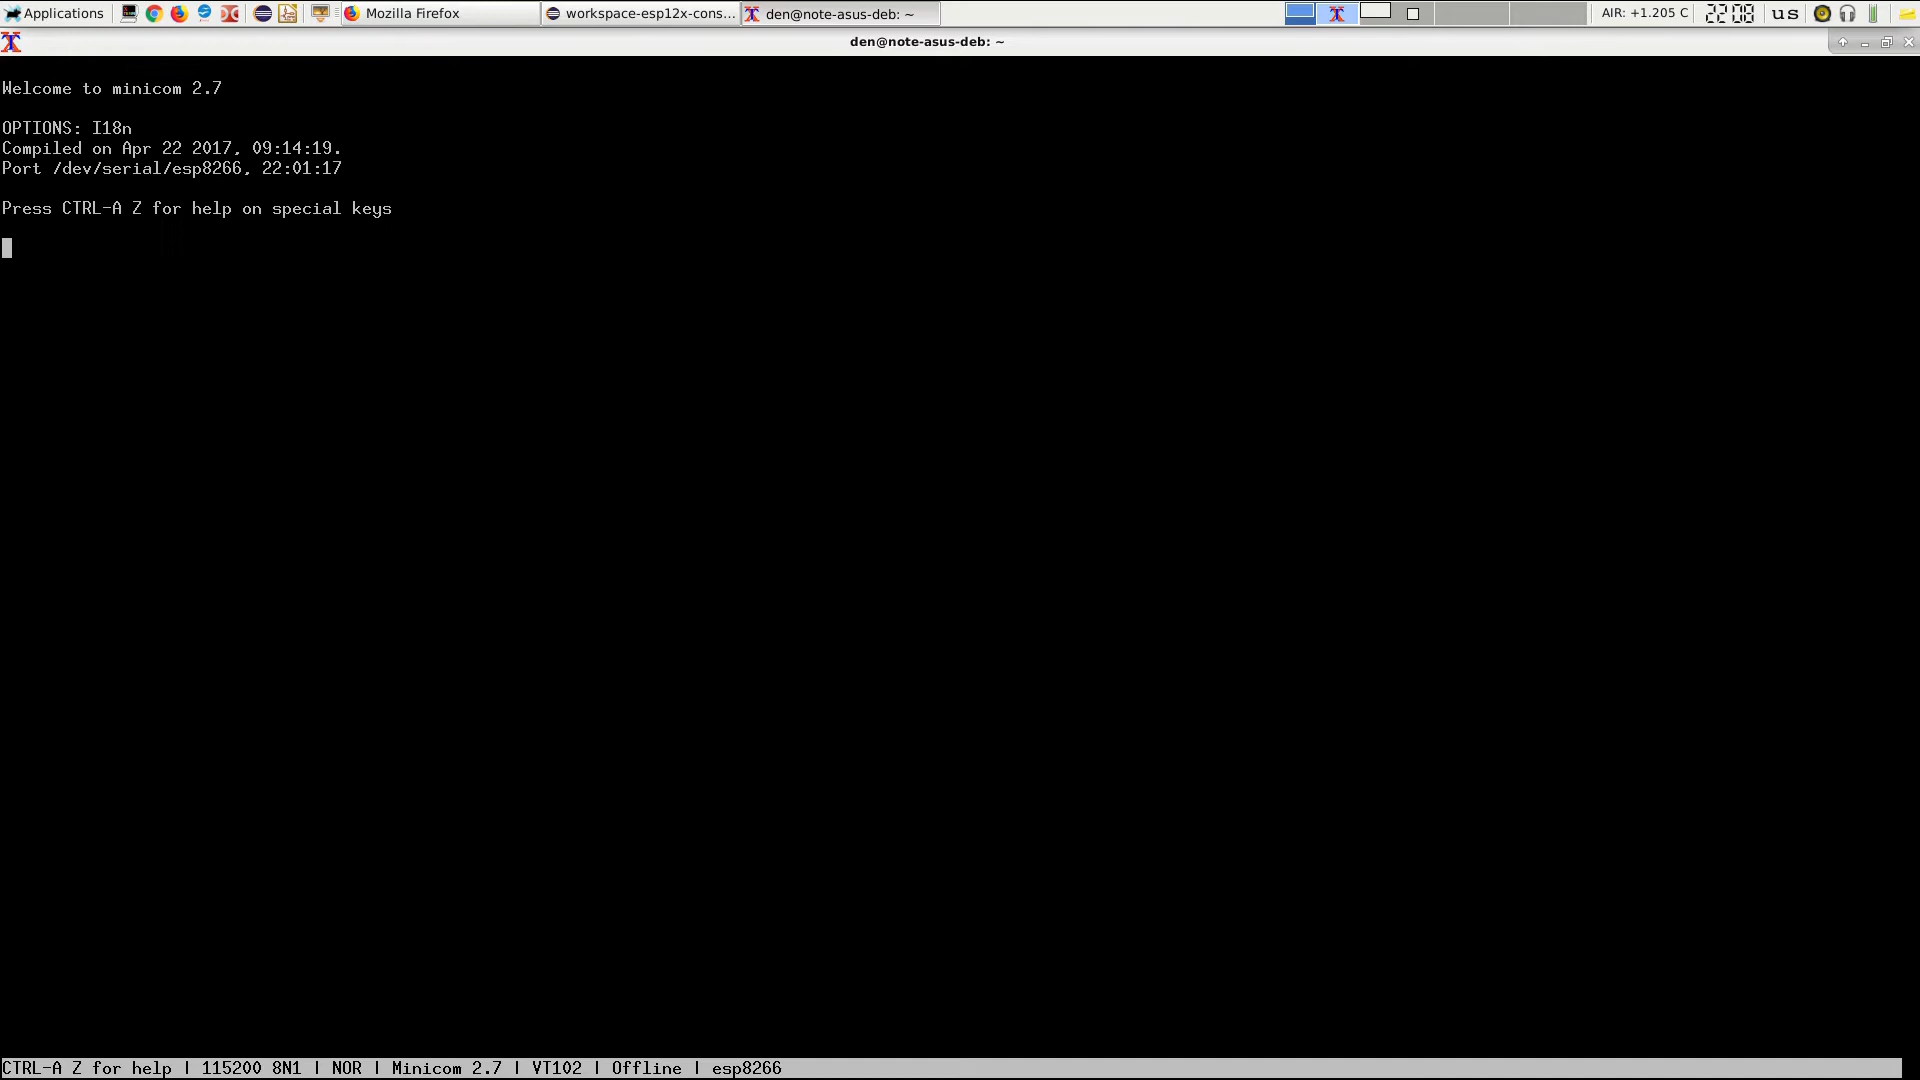 Applications Mozilla Firefox workspace-esp12x-cons... den@note-asus-deb: ~ AIR: +1.205 C 22:08 us
den@note-asus-deb: ~
Welcome to minicom 2.7
OPTIONS: I18n
Compiled on Apr 22 2017, 09:14:19.
Port /dev/serial/esp8266, 22:01:17
Press CTRL-A Z for help on special keys
CTRL-A Z for help | 115200 8N1 | NOR | Minicom 2.7 | VT102 | Offline | esp8266